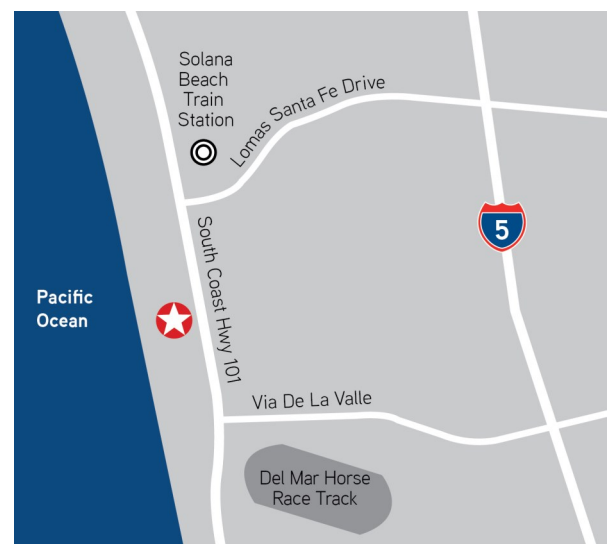 Solana
Beach
Train
Station
Lomas Santa Fe Drive
5
South Coast Hwy 101
Pacific
Ocean
Via De La Valle
Del Mar Horse
Race Track